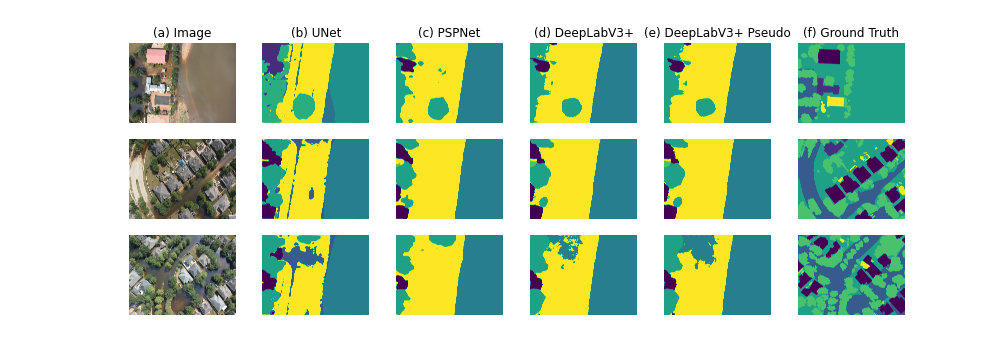 (a) Image
(b) UNet
(c) PSPNet
(d) DeepLabV3+
(e) DeepLabV3+ Pseudo
(f) Ground Truth